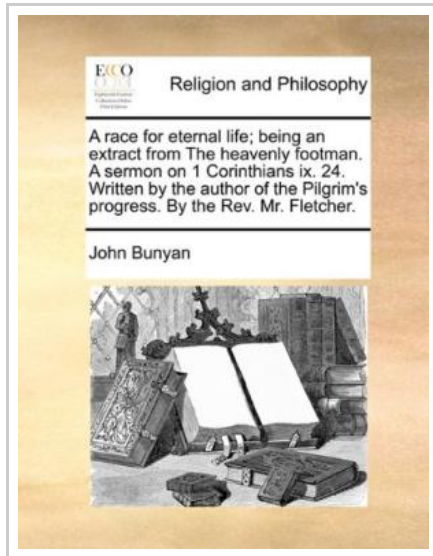 ECCO
Religion and Philosophy
A race for eternal life; being an
extract from The heavenly footman.
A sermon on 1 Corinthians ix. 24.
Written by the author of the Pilgrim's
progress. By the Rev. Mr. Fletcher.
John Bunyan